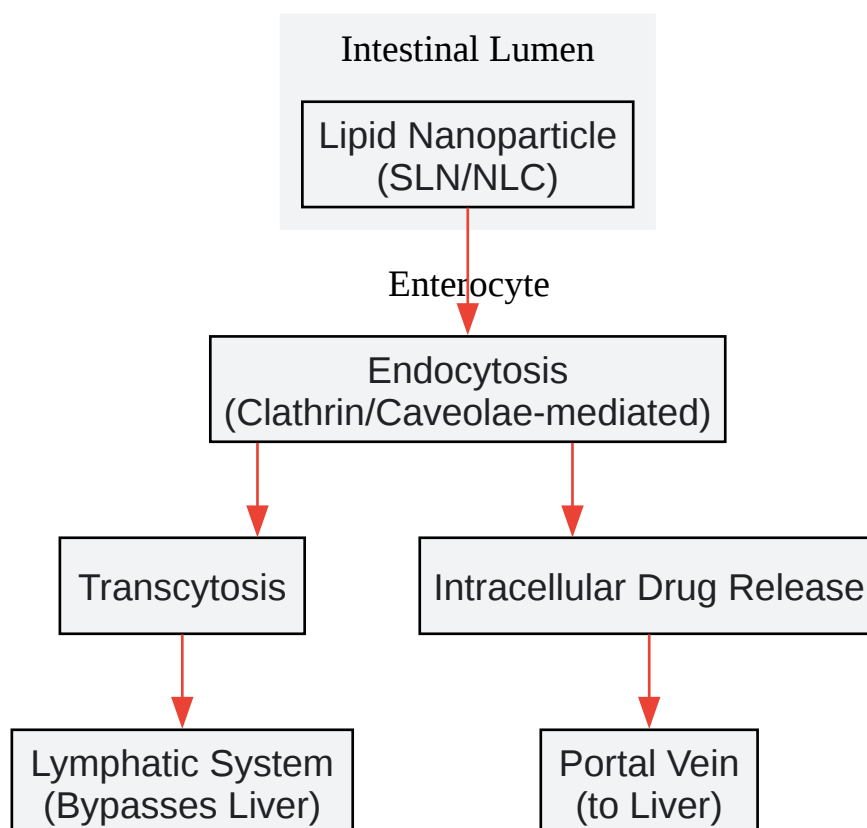 Intestinal Lumen
Lipid Nanoparticle
(SLN/NLC)
Enterocyte
Endocytosis
(Clathrin/Caveolae-mediated)
Transcytosis
Intracellular Drug Release
Lymphatic System
(Bypasses Liver)
Portal Vein
(to Liver)